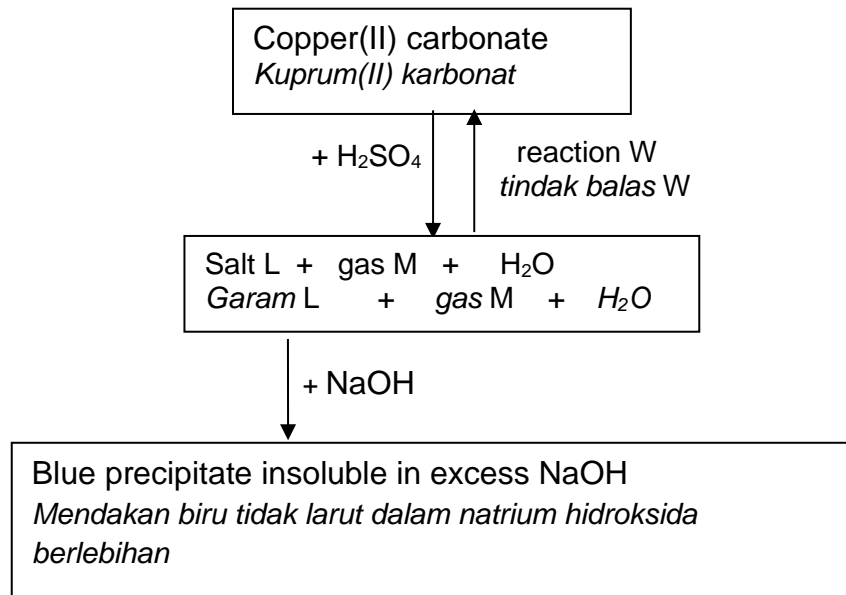 Copper(II) carbonate
Kuprum(II) karbonat
+ H₂SO₄
reaction W
tindak balas W
Salt L + gas M + H₂O
Garam L + gas M + H₂O
+ NaOH
Blue precipitate insoluble in excess NaOH
Mendakan biru tidak larut dalam natrium hidroksida
berlebihan